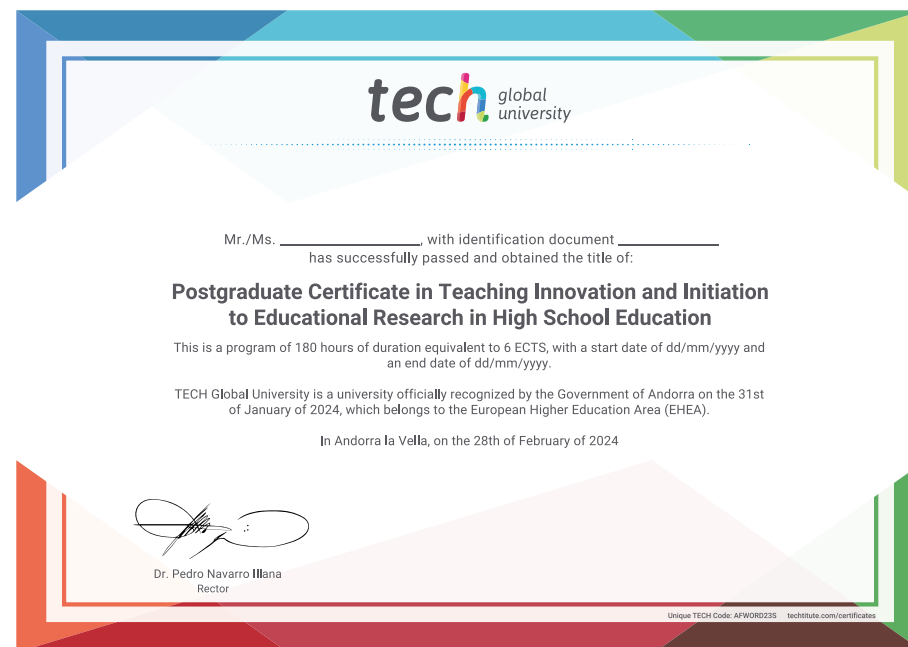 tech global
university
Mr./Ms. ____________, with identification document ____________
has successfully passed and obtained the title of:
Postgraduate Certificate in Teaching Innovation and Initiation
to Educational Research in High School Education
This is a program of 180 hours of duration equivalent to 6 ECTS, with a start date of dd/mm/yyyy and
an end date of dd/mm/yyyy.
TECH Global University is a university officially recognized by the Government of Andorra on the 31st
of January of 2024, which belongs to the European Higher Education Area (EHEA).
In Andorra la Vella, on the 28th of February of 2024
Dr. Pedro Navarro Illana
Rector
Unique TECH Code: AFWORD23S techtitute.com/certificates